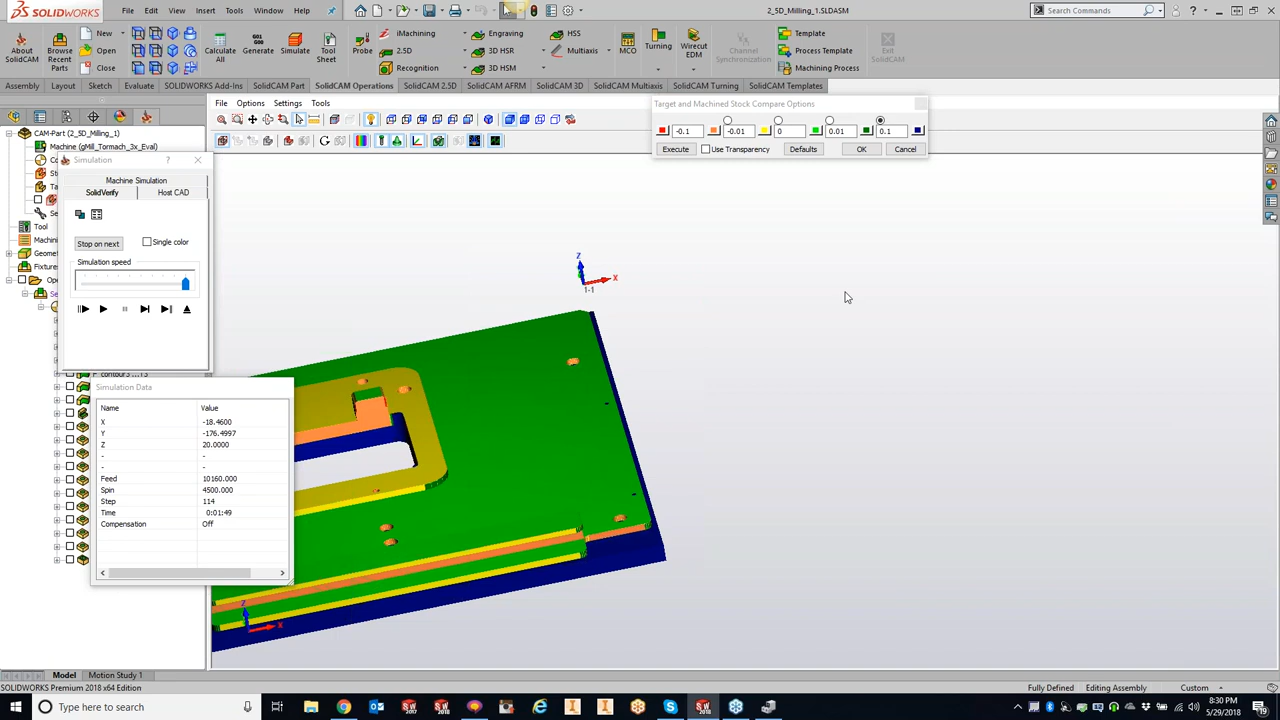 SOLIDWORKS
File Edit View Insert Tools Window Help
2_5D_Milling_1.SLDASM
Search Commands
About SolidCAM
Browse Recent Parts
New
Open
Close
Calculate All
Generate
Simulate
Tool Sheet
Probe
iMachining
2.5D
Recognition
Engraving
3D HSR
3D HSM
HSS
Multiaxis
MCO
Turning
Wirecut EDM
Channel Synchronization
Template
Process Template
Machining Process
Exit SolidCAM
Assembly Layout Sketch Evaluate SOLIDWORKS Add-Ins SolidCAM Part SolidCAM Operations SolidCAM 2.5D SolidCAM AFRM SolidCAM 3D SolidCAM Multiaxis SolidCAM Turning SolidCAM Templates
File Options Settings Tools
Target and Machined Stock Compare Options
-0.1 -0.01 0 0.01 0.1
Execute Use Transparency Defaults OK Cancel
CAM-Part (2_5D_Milling_1)
Machine (gMill_Tormach_3x_Eval)
Simulation ?
Machine Simulation
SolidVerify Host CAD
Tool
Stop on next Single color
Simulation speed
Simulation Data
Name Value
X -18.4600
Y -176.4997
Z 20.0000
- -
- -
Feed 10160.000
Spin 4500.000
Step 114
Time 0:01:49
Compensation Off
Z
X
1-1
Z
X
Model Motion Study 1
SOLIDWORKS Premium 2018 x64 Edition
Fully Defined Editing Assembly Custom
Type here to search
8:30 PM
5/29/2018